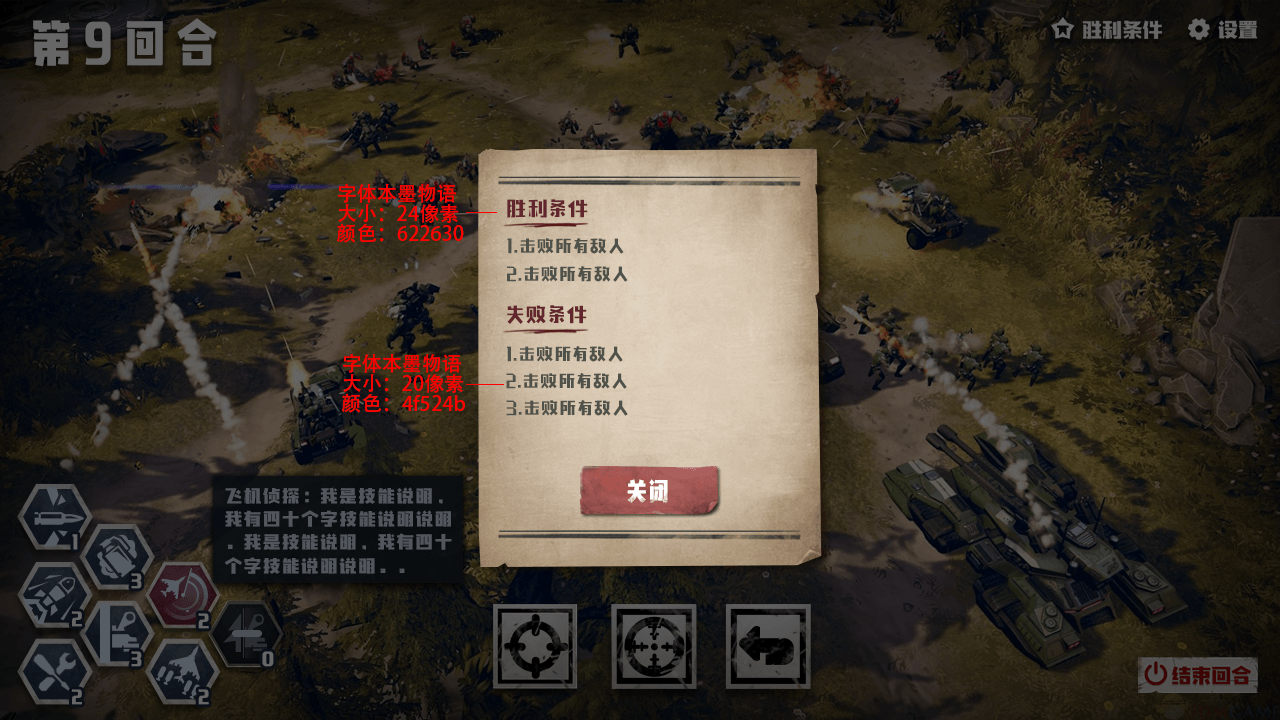 第9回合
胜利条件
设置
字体本墨物语
大小：24像素
颜色：622630
胜利条件
1.击败所有敌人
2.击败所有敌人
失败条件
1.击败所有敌人
2.击败所有敌人
3.击败所有敌人
字体本墨物语
大小：20像素
颜色：4f524b
关闭
飞机侦探：我是技能说明，
我有四十个字技能说明说明
。我是技能说明，我有四十
个字技能说明说明。。
1
3
2
2
3
0
2
2
结束回合